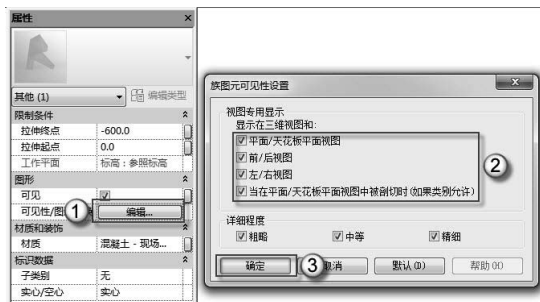 属性
其他 (1)
编辑类型
限制条件
拉伸终点 -600.0
拉伸起点 0.0
工作平面 标高：参照标高
图形
可见
可见性/图 编辑...
材质和装饰
材质 混凝土 - 现场...
标识数据
子类别 无
实心/空心 实心
1
族图元可见性设置
视图专用显示
显示在三维视图和:
平面/天花板平面视图
前/后视图
左/右视图
当在平面/天花板平面视图中被剖切时(如果类别允许)
2
详细程度
粗略 中等 精细
确定 3 取消 默认(D) 帮助(H)